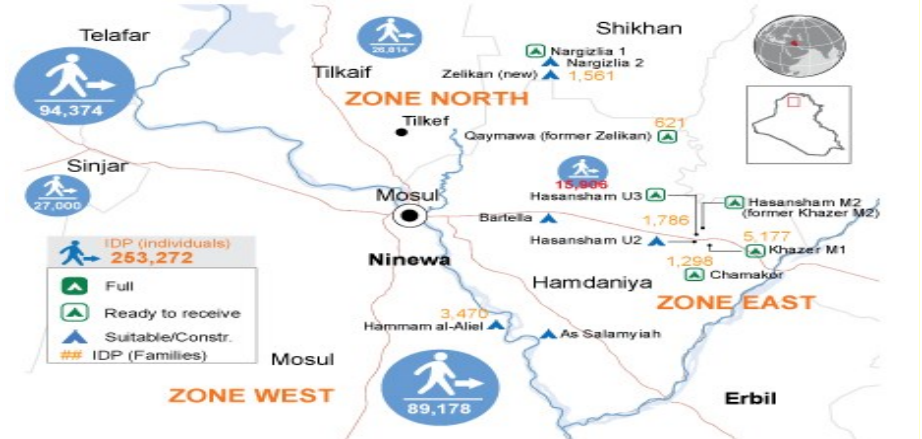 Telafar
94,374
26,814
Shikhan
Nargizlia 1
Nargizlia 2
Zelikan (new)
1,561
Tilkaif
ZONE NORTH
Tilkef
621
Qaymawa (former Zelikan)
Sinjar
27,000
Mosul
Hasansham U3
Hasansham M2
(former Khazer M2)
Bartella
1,786
Hasansham U2
5,177
Khazer M1
1,298
Chamakor
Ninewa
Hamdaniya
ZONE EAST
IDP (individuals)
253,272
Full
Ready to receive
Suitable/Constr.
## IDP (Families)
3,470
Hammam al-Aliel
As Salamyiah
Mosul
ZONE WEST
89,178
Erbil